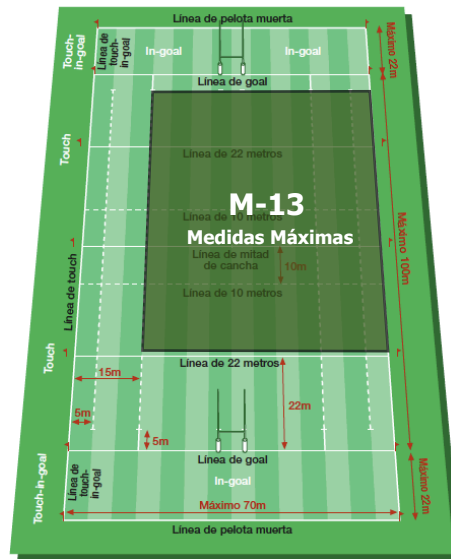 Línea de pelota muerta
Touch-
in-goal
Línea de
touch-
in-goal
In-goal
In-goal
Máximo 22m
Línea de goal
Touch
Línea de 22 metros
M-13
Línea de 10 metros
Medidas Máximas
Línea de mitad
de cancha
10m
Línea de 10 metros
Máximo 100m
Línea de touch
Touch
Línea de 22 metros
15m
22m
5m
5m
Línea de goal
Touch-in-goal
Línea de
touch-
in-goal
In-goal
Máximo 22m
Máximo 70m
Línea de pelota muerta